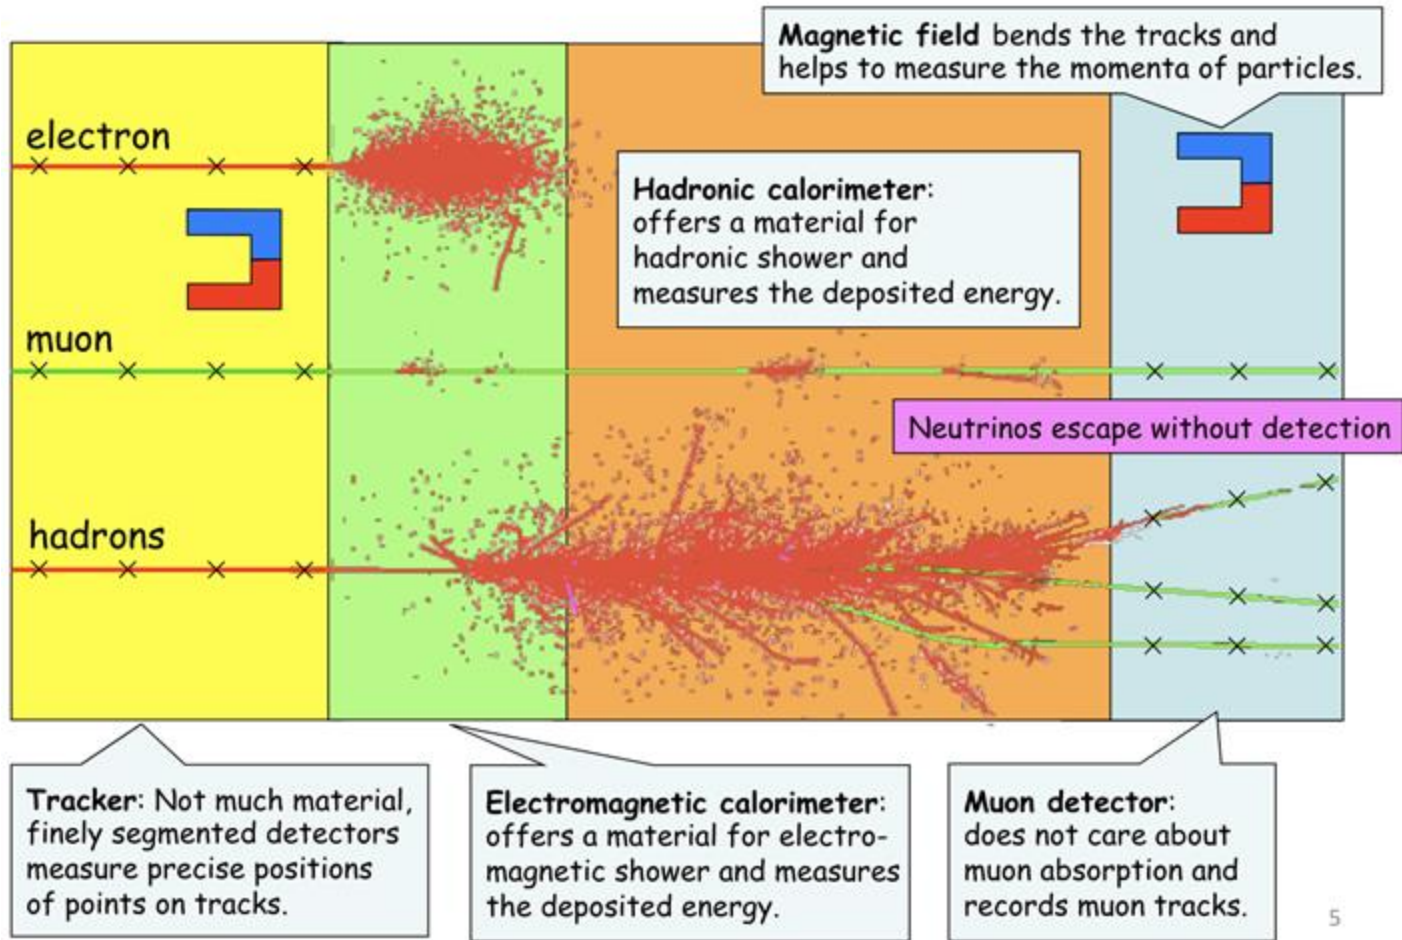 Magnetic field bends the tracks and
helps to measure the momenta of particles.
electron
Hadronic calorimeter:
offers a material for
hadronic shower and
measures the deposited energy.
muon
Neutrinos escape without detection
hadrons
Tracker: Not much material,
finely segmented detectors
measure precise positions
of points on tracks.
Electromagnetic calorimeter:
offers a material for electro-
magnetic shower and measures
the deposited energy.
Muon detector:
does not care about
muon absorption and
records muon tracks.
5